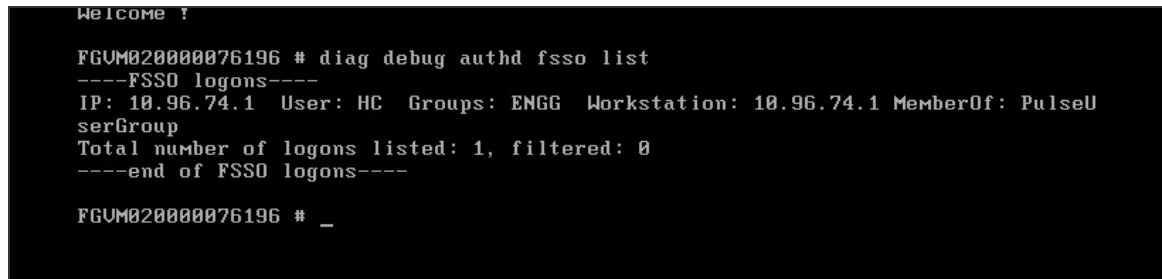 Welcome !
FGVM020000076196 # diag debug authd fsso list
----FSSO logons----
IP: 10.96.74.1  User: HC  Groups: ENGG  Workstation: 10.96.74.1 MemberOf: PulseU
serGroup
Total number of logons listed: 1, filtered: 0
----end of FSSO logons----
FGVM020000076196 # _